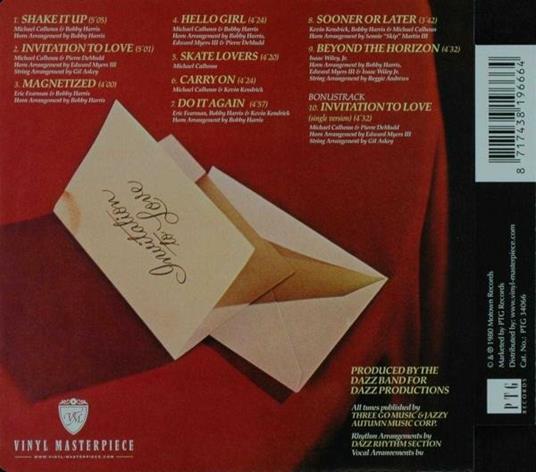 1. SHAKE IT UP (5'05)
Michael Calhoun & Bobby Harris
Horn Arrangement by Bobby Harris
2. INVITATION TO LOVE (5'01)
Michael Calhoun & Pierre DeMudd
Horn Arrangement by Edward Myers III
String Arrangement by Gil Askey
3. MAGNETIZED (4'00)
Eric Fearman & Bobby Harris
Horn Arrangement by Bobby Harris
4. HELLO GIRL (4'24)
Michael Calhoun & Bobby Harris
Horn Arrangement by Bobby Harris,
Edward Myers III & Pierre DeMudd
5. SKATE LOVERS (4'20)
Michael Calhoun
6. CARRY ON (4'24)
Michael Calhoun & Kevin Kendrick
7. DO IT AGAIN (4'57)
Eric Fearman, Bobby Harris & Kevin Kendrick
Horn Arrangement by Bobby Harris
8. SOONER OR LATER (3'42)
Kevin Kendrick, Bobby Harris & Michael Calhoun
Horn Arrangement by Sennie "Skip" Martin III
9. BEYOND THE HORIZON (4'32)
Isaac Wiley, Jr.
Horn Arrangement by Bobby Harris,
Edward Myers III & Isaac Wiley Jr.
String Arrangement by Reggie Andrews
BONUSTRACK
10. INVITATION TO LOVE
(single version) (4'32)
Michael Calhoun & Pierre DeMudd
Horn Arrangement by Edward Myers III
String Arrangement by Gil Askey
Invitation
to Love
PRODUCED BY THE
DAZZ BAND FOR
DAZZ PRODUCTIONS
All tunes published by
THREE GO MUSIC & JAZZY
AUTUMN MUSIC CORP.
Rhythm Arrangements by
DAZZ RHYTHM SECTION
Vocal Arrangements by
VM
VINYL MASTERPIECE
WWW.VINYL-MASTERPIECE.COM
8 717438 196664
℗ & © 1980 Motown Records
Marketed by PTG Records
Distributed by: www.vinyl-masterpiece.com
Cat. No.: PTG 34066
PTG
RECORDS